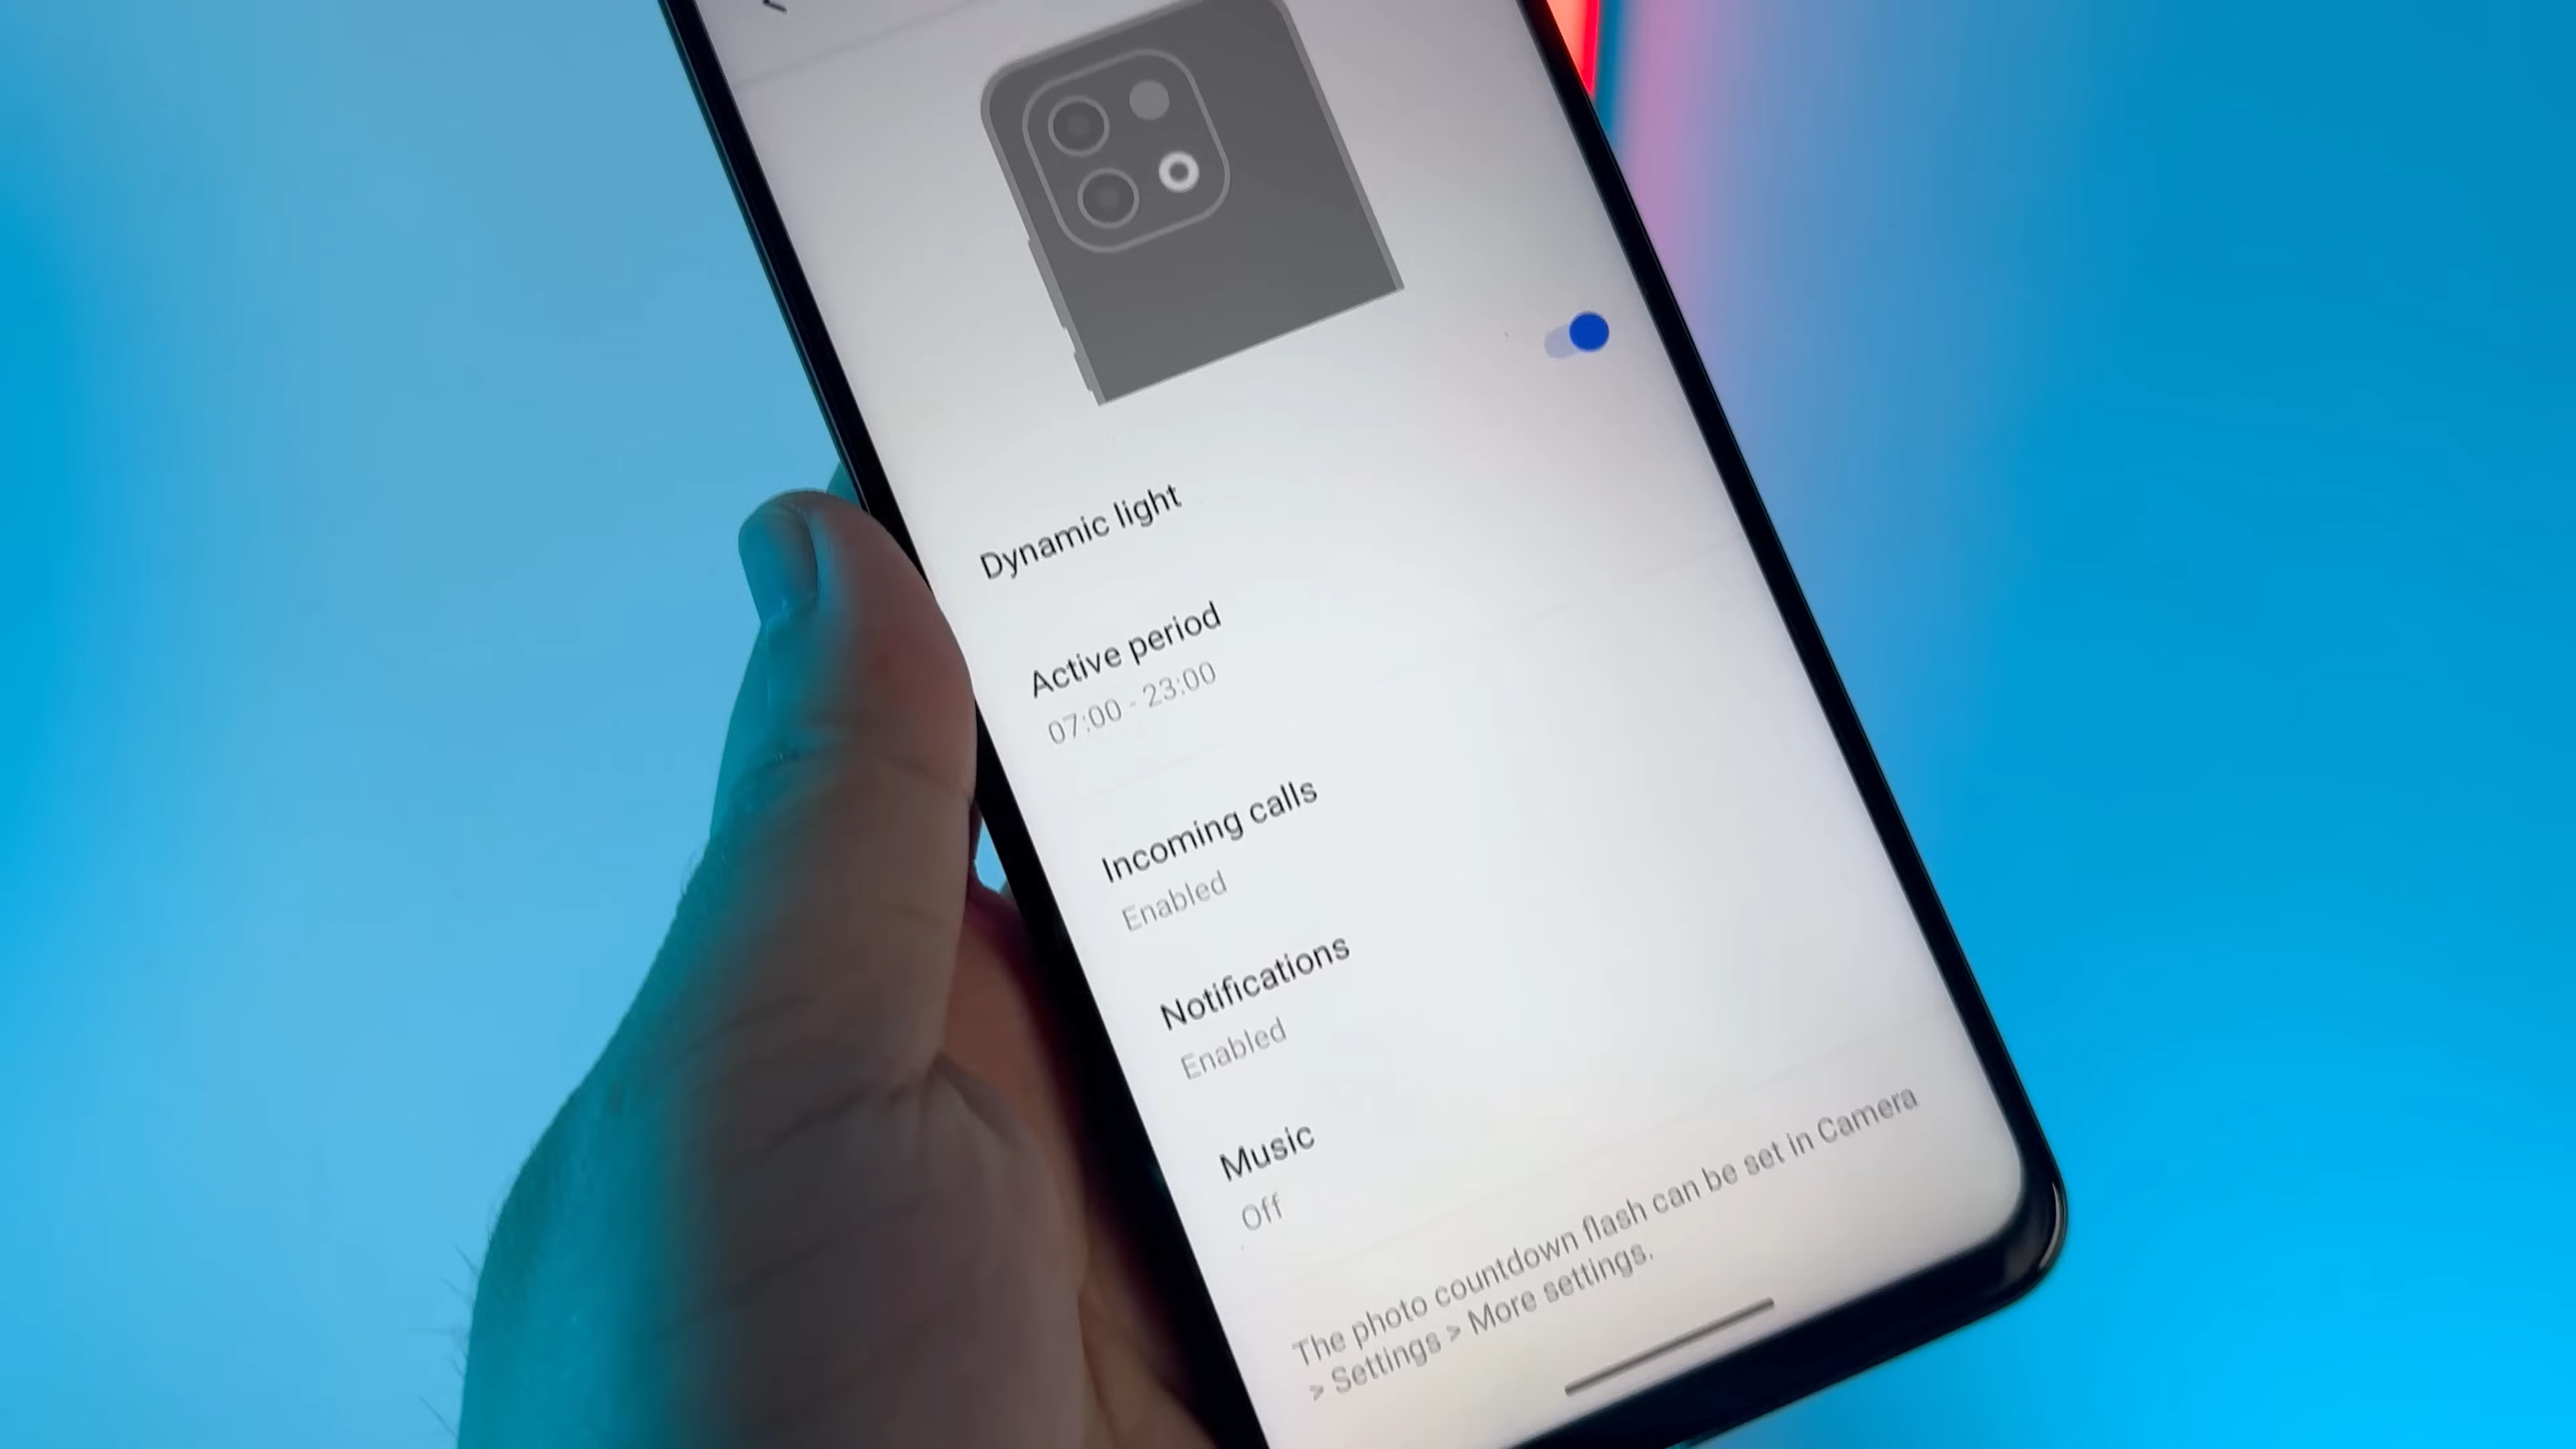 Dynamic light
Active period
07:00 - 23:00
Incoming calls
Enabled
Notifications
Enabled
Music
Off
The photo countdown flash can be set in Camera
> Settings > More settings.